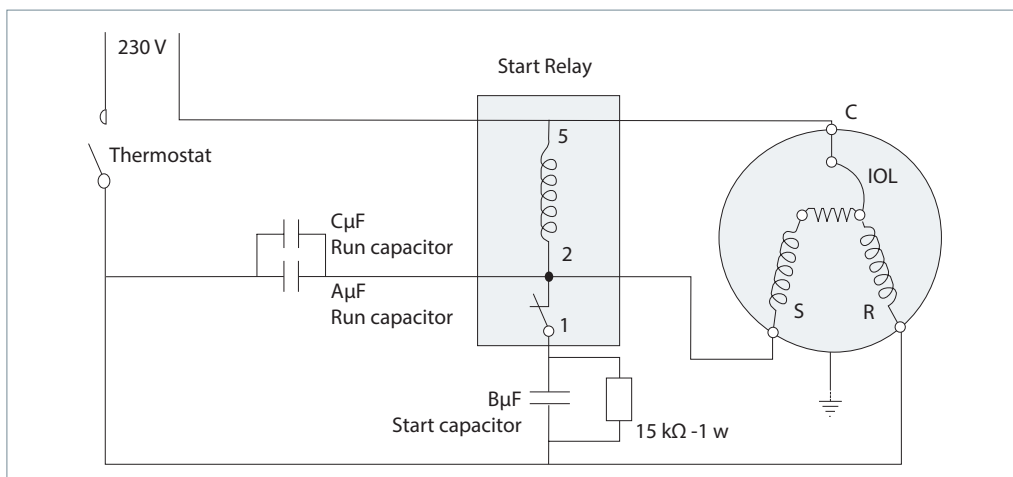 230 V
Start Relay
C
5
Thermostat
IOL
CµF
Run capacitor
2
AµF
Run capacitor
S
R
1
BµF
Start capacitor
15 kΩ -1 w